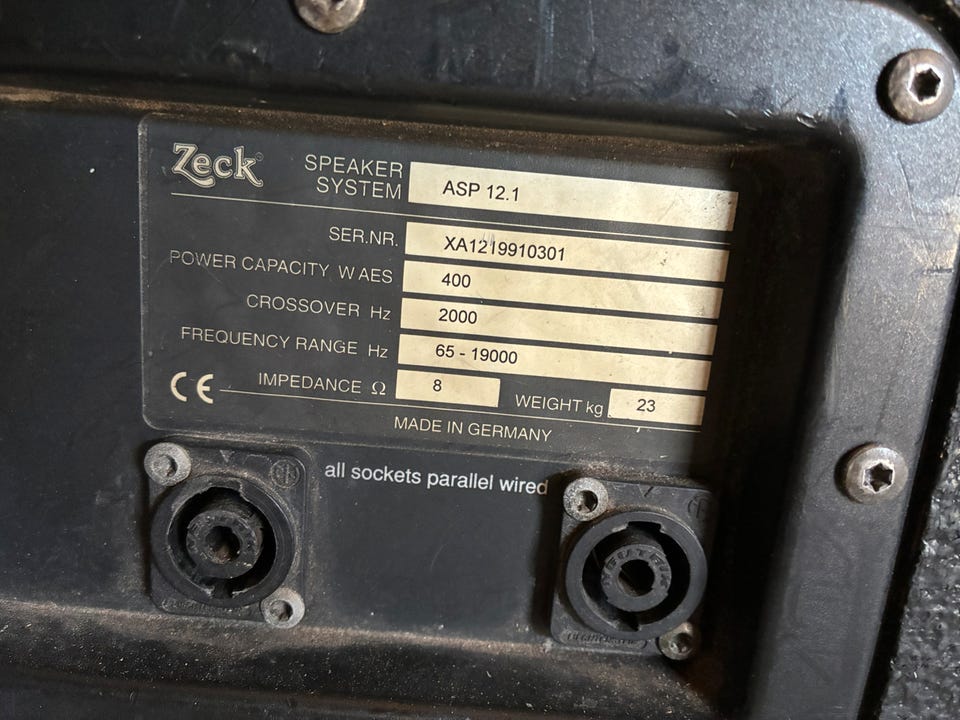 Zeck SPEAKER SYSTEM ASP 12.1
SER.NR. XA1219910301
POWER CAPACITY W AES 400
CROSSOVER Hz 2000
FREQUENCY RANGE Hz 65 - 19000
CE IMPEDANCE Ω 8 WEIGHT kg 23
MADE IN GERMANY
all sockets parallel wired
NEUTRIK